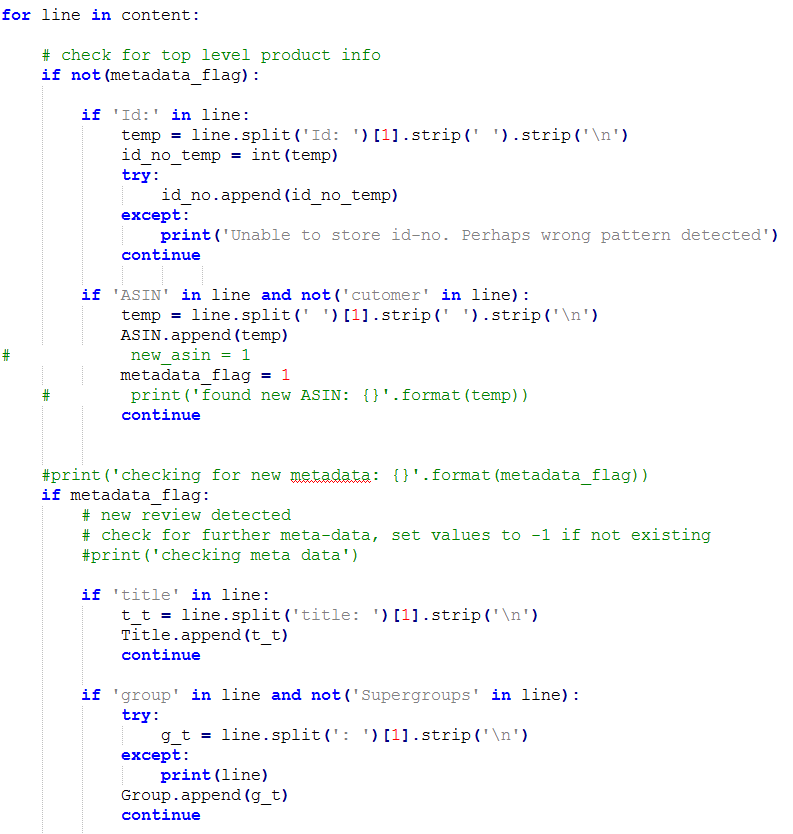 for line in content:
    # check for top level product info
    if not(metadata_flag):
        if 'Id:' in line:
            temp = line.split('Id: ')[1].strip(' ').strip('\n')
            id_no_temp = int(temp)
            try:
                id_no.append(id_no_temp)
            except:
                print('Unable to store id-no. Perhaps wrong pattern detected')
            continue
        if 'ASIN' in line and not('cutomer' in line):
            temp = line.split(' ')[1].strip(' ').strip('\n')
            ASIN.append(temp)
#            new_asin = 1
            metadata_flag = 1
    #        print('found new ASIN: {}'.format(temp))
            continue
    #print('checking for new metadata: {}'.format(metadata_flag))
    if metadata_flag:
        # new review detected
        # check for further meta-data, set values to -1 if not existing
        #print('checking meta data')
        if 'title' in line:
            t_t = line.split('title: ')[1].strip('\n')
            Title.append(t_t)
            continue
        if 'group' in line and not('Supergroups' in line):
            try:
                g_t = line.split(': ')[1].strip('\n')
            except:
                print(line)
            Group.append(g_t)
            continue